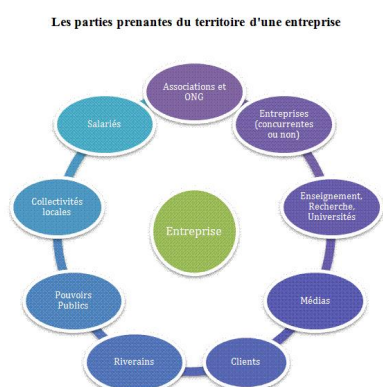 Les parties prenantes du territoire d'une entreprise
Associations et
ONG
Entreprises
(concurrentes
ou non)
Enseignement,
Recherche,
Universités
Médias
Clients
Riverains
Pouvoirs
Publics
Collectivités
locales
Salariés
Entreprise